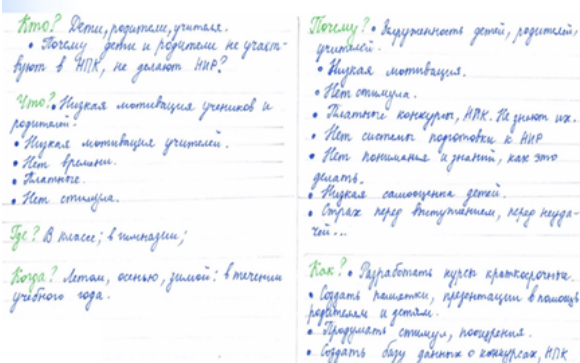 Кто? Дети, родители, учителя.
• Почему дети и родители не участ-
вуют в НПК, не делают НИР?
Что? • Низкая мотивация учеников и
родителей.
• Низкая мотивация учителей.
• Нет времени.
• Платные.
• Нет стимула.
Где? В классе; в гимназии;
Когда? Летом, осенью, зимой: в течении
учебного года.
Почему? • Загруженность детей, родителей,
учителей.
• Низкая мотивация.
• Нет стимула.
• Платные конкурсы, НПК. Не знают их.
• Нет системы подготовки к НИР
• Нет понимания и знаний, как это
делать.
• Низкая самооценка детей.
• Страх перед выступлением, перед неуда-
чей...
Как? • Разработать курсы краткосрочные.
• Создать памятки, презентации в помощь
родителям и детям.
• Продумать стимул, поощрения.
• Создать базу данных о конкурсах, НПК.